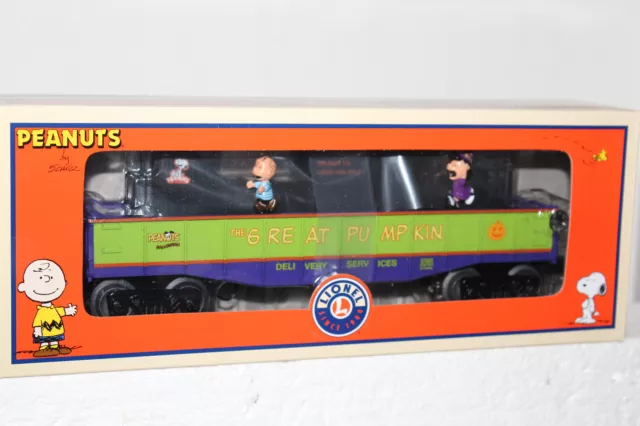 PEANUTS
by
SCHULZ
PEANUTS
THE GREAT PUMPKIN
DELIVERY SERVICES
LIONEL
L
SINCE 1900